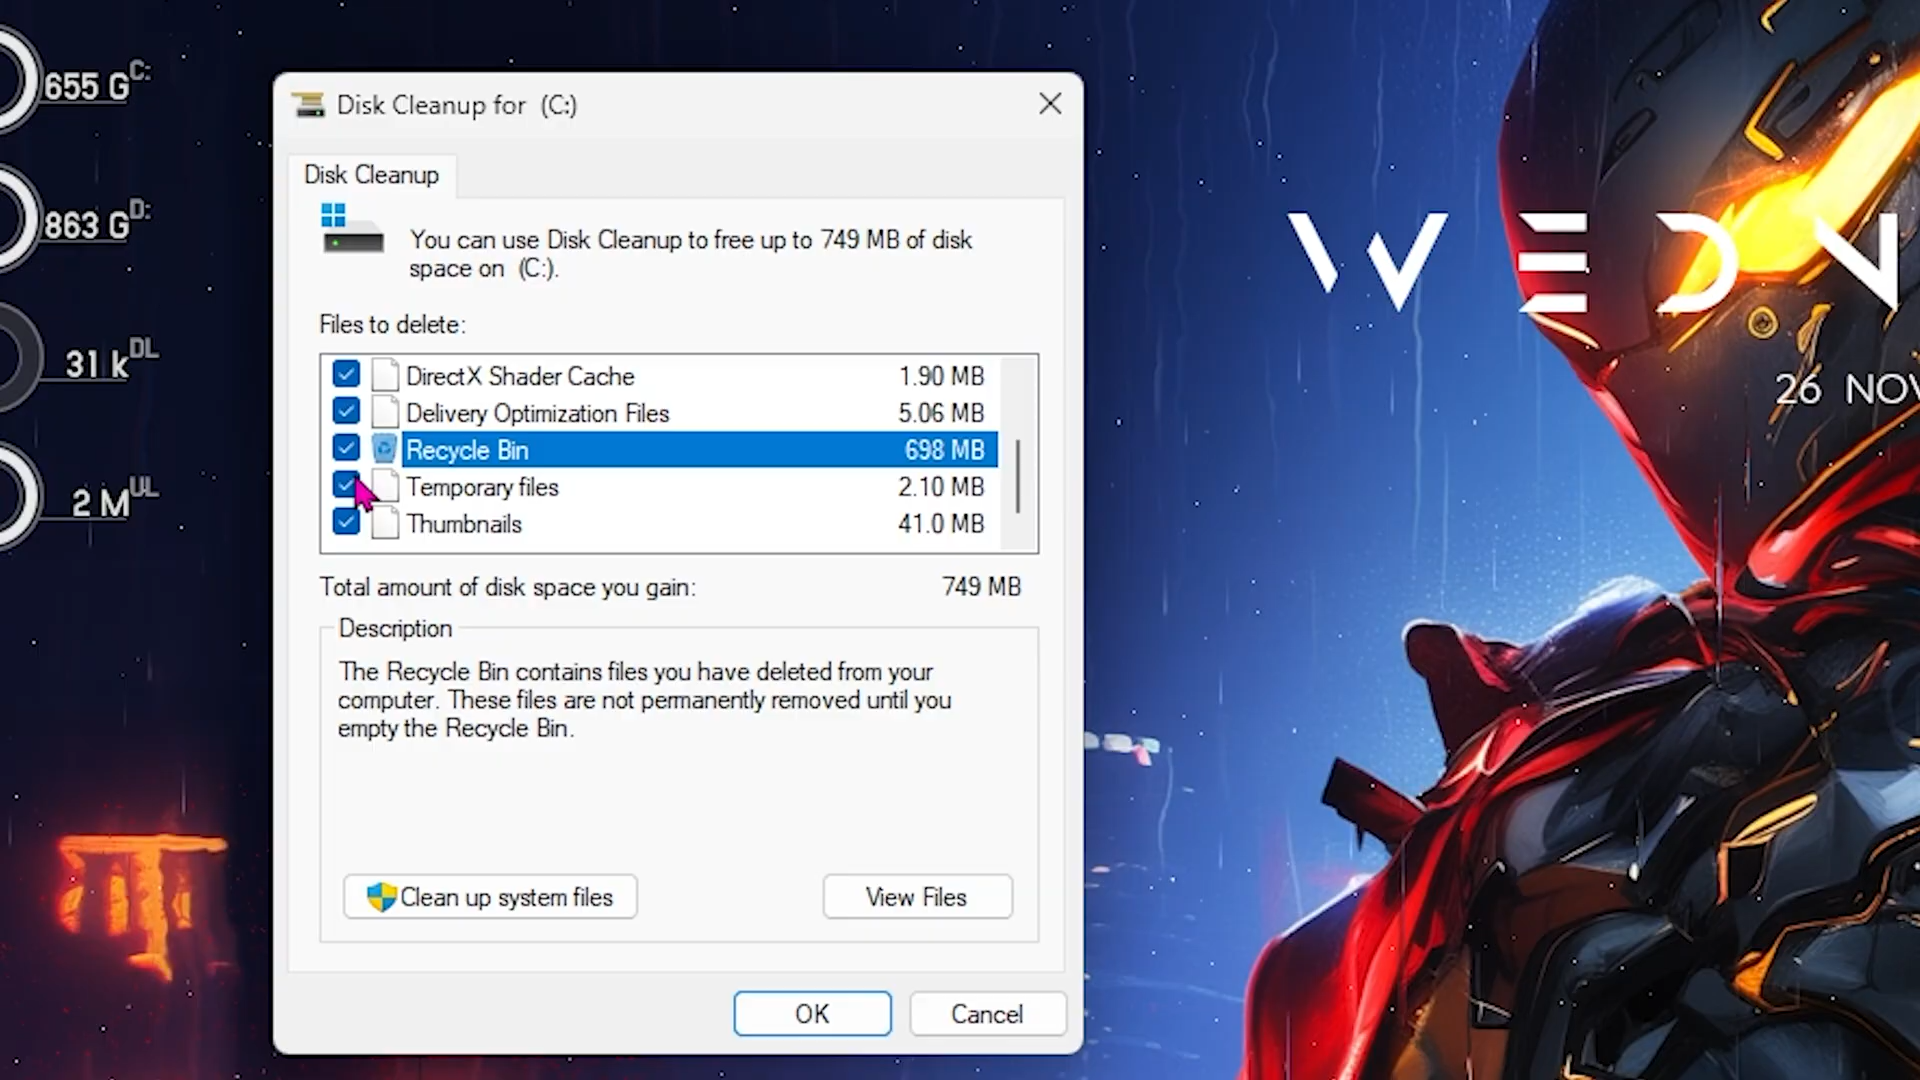 655 G C:
863 G D:
31 k DL
2 M UL
Disk Cleanup for (C:)
Disk Cleanup
You can use Disk Cleanup to free up to 749 MB of disk
space on (C:).
Files to delete:
DirectX Shader Cache 1.90 MB
Delivery Optimization Files 5.06 MB
Recycle Bin 698 MB
Temporary files 2.10 MB
Thumbnails 41.0 MB
Total amount of disk space you gain: 749 MB
Description
The Recycle Bin contains files you have deleted from your
computer. These files are not permanently removed until you
empty the Recycle Bin.
Clean up system files
View Files
OK
Cancel
WEDN
26 NOV